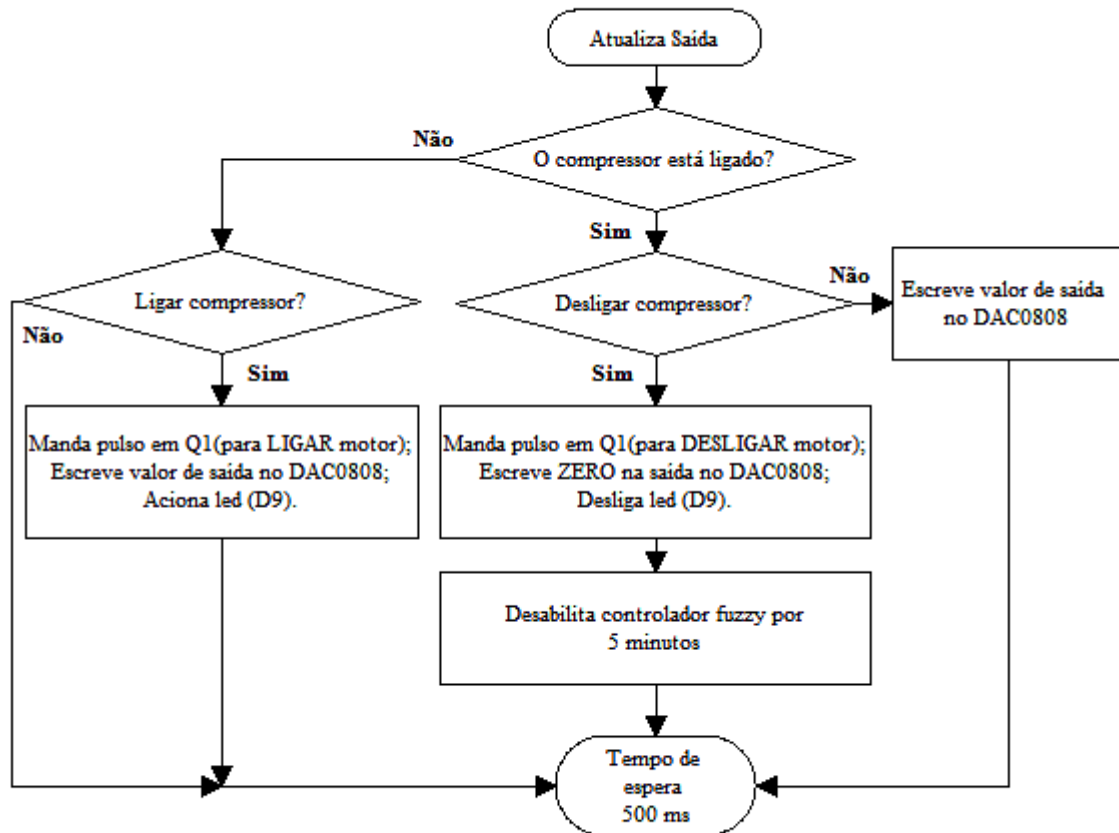 Atualiza Saída
Não
O compressor está ligado?
Sim
Ligar compressor?
Não
Sim
Desligar compressor?
Não
Sim
Escreve valor de saída
no DAC0808
Manda pulso em Q1(para LIGAR motor);
Escreve valor de saída no DAC0808;
Aciona led (D9).
Manda pulso em Q1(para DESLIGAR motor);
Escreve ZERO na saída no DAC0808;
Desliga led (D9).
Desabilita controlador fuzzy por
5 minutos
Tempo de
espera
500 ms